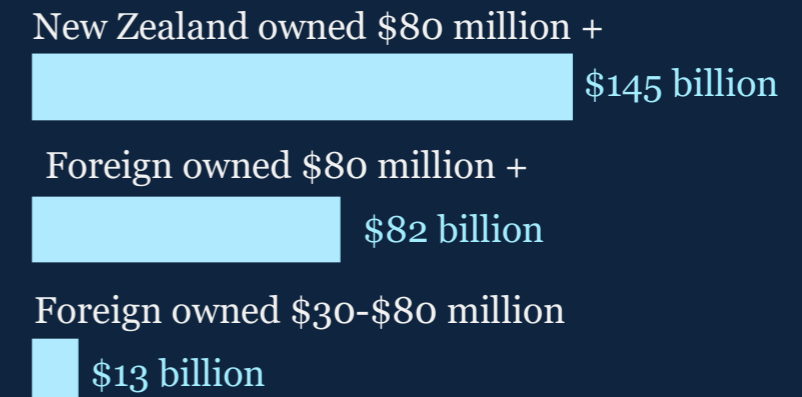 New Zealand owned $80 million +
$145 billion
Foreign owned $80 million +
$82 billion
Foreign owned $30-$80 million
$13 billion